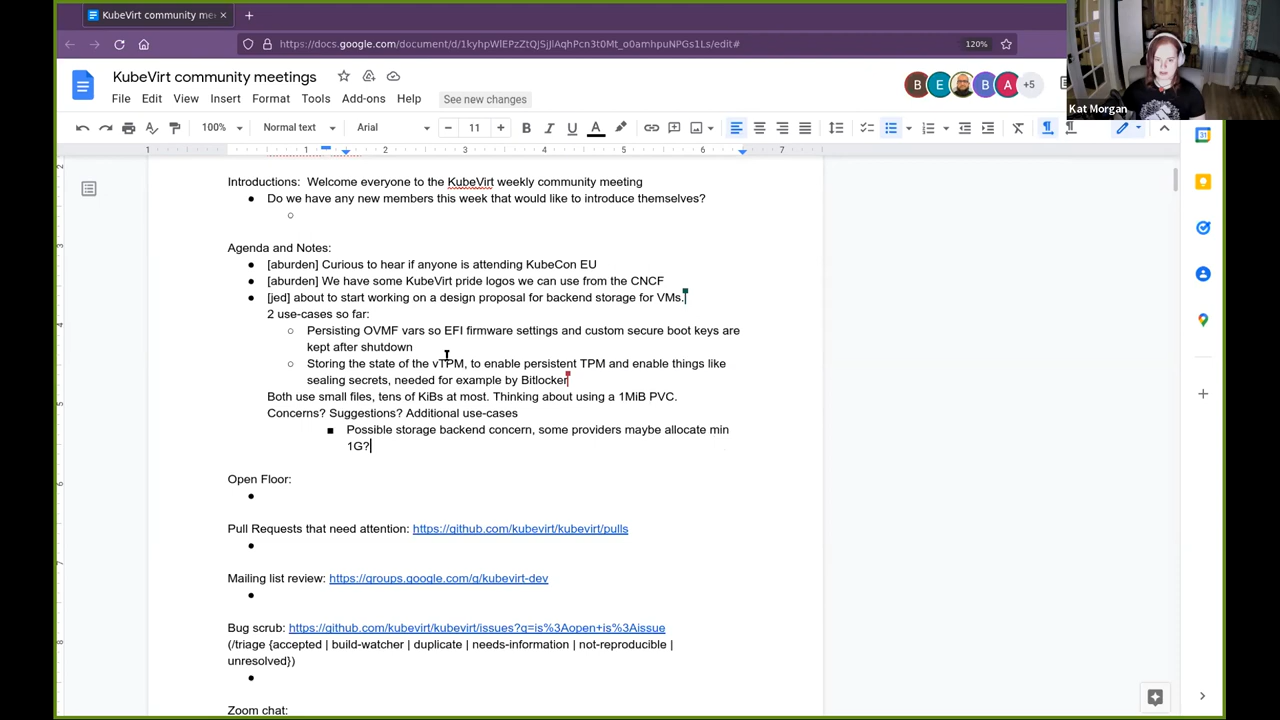 KubeVirt community me
https://docs.google.com/document/d/1kyhpWlEPzZtQjSjJlAqhPcn3t0Mt_o0amhpuNPGs1Ls/edit#
120%
Kat Morgan
KubeVirt community meetings
File Edit View Insert Format Tools Add-ons Help See new changes
B E B A +5
100% Normal text Arial 11
1 1 2 3 4 5 6 7
Introductions: Welcome everyone to the KubeVirt weekly community meeting
● Do we have any new members this week that would like to introduce themselves?
○
Agenda and Notes:
● [aburden] Curious to hear if anyone is attending KubeCon EU
● [aburden] We have some KubeVirt pride logos we can use from the CNCF
● [jed] about to start working on a design proposal for backend storage for VMs.
2 use-cases so far:
○ Persisting OVMF vars so EFI firmware settings and custom secure boot keys are
kept after shutdown
○ Storing the state of the vTPM, to enable persistent TPM and enable things like
sealing secrets, needed for example by Bitlocker
Both use small files, tens of KiBs at most. Thinking about using a 1MiB PVC.
Concerns? Suggestions? Additional use-cases
■ Possible storage backend concern, some providers maybe allocate min
1G?
Open Floor:
●
Pull Requests that need attention: https://github.com/kubevirt/kubevirt/pulls
●
Mailing list review: https://groups.google.com/g/kubevirt-dev
●
Bug scrub: https://github.com/kubevirt/kubevirt/issues?q=is%3Aopen+is%3Aissue
(/triage {accepted | build-watcher | duplicate | needs-information | not-reproducible |
unresolved})
●
Zoom chat: